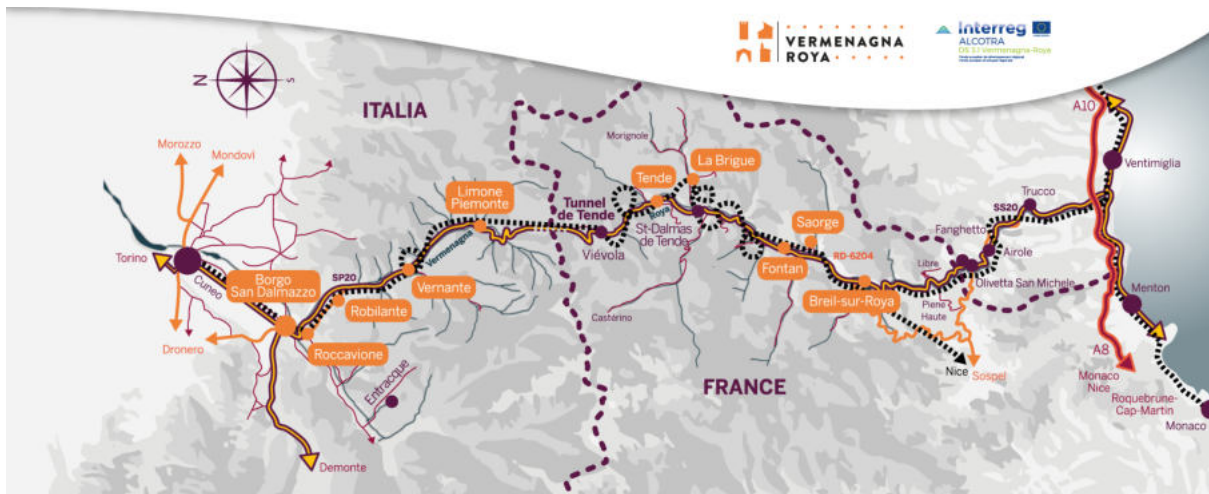 VERMENAGNA
ROYA
Interreg
ALCOTRA
OS 3 / Vermenagna-Roya
N
S
ITALIA
A10
Morozzo
Mondovì
Morignole
La Brigue
Ventimiglia
Tende
Limone
Piemonte
Tunnel
de Tende
Roya
Trucco
SS20
Saorge
St-Dalmas
de Tende
Vermenagna
Viévola
Fanghetto
Airole
RD-6204
Libre
Torino
Cuneo
SP20
Fontan
Olivetta San Michele
Borgo
San Dalmazzo
Vernante
Breil-sur-Roya
Piene
Haute
Menton
Robilante
Castérino
Dronero
Roccavione
A8
Nice
Sospel
Monaco
Nice
FRANCE
Entracque
Roquebrune-
Cap-Martin
Monaco
Demonte